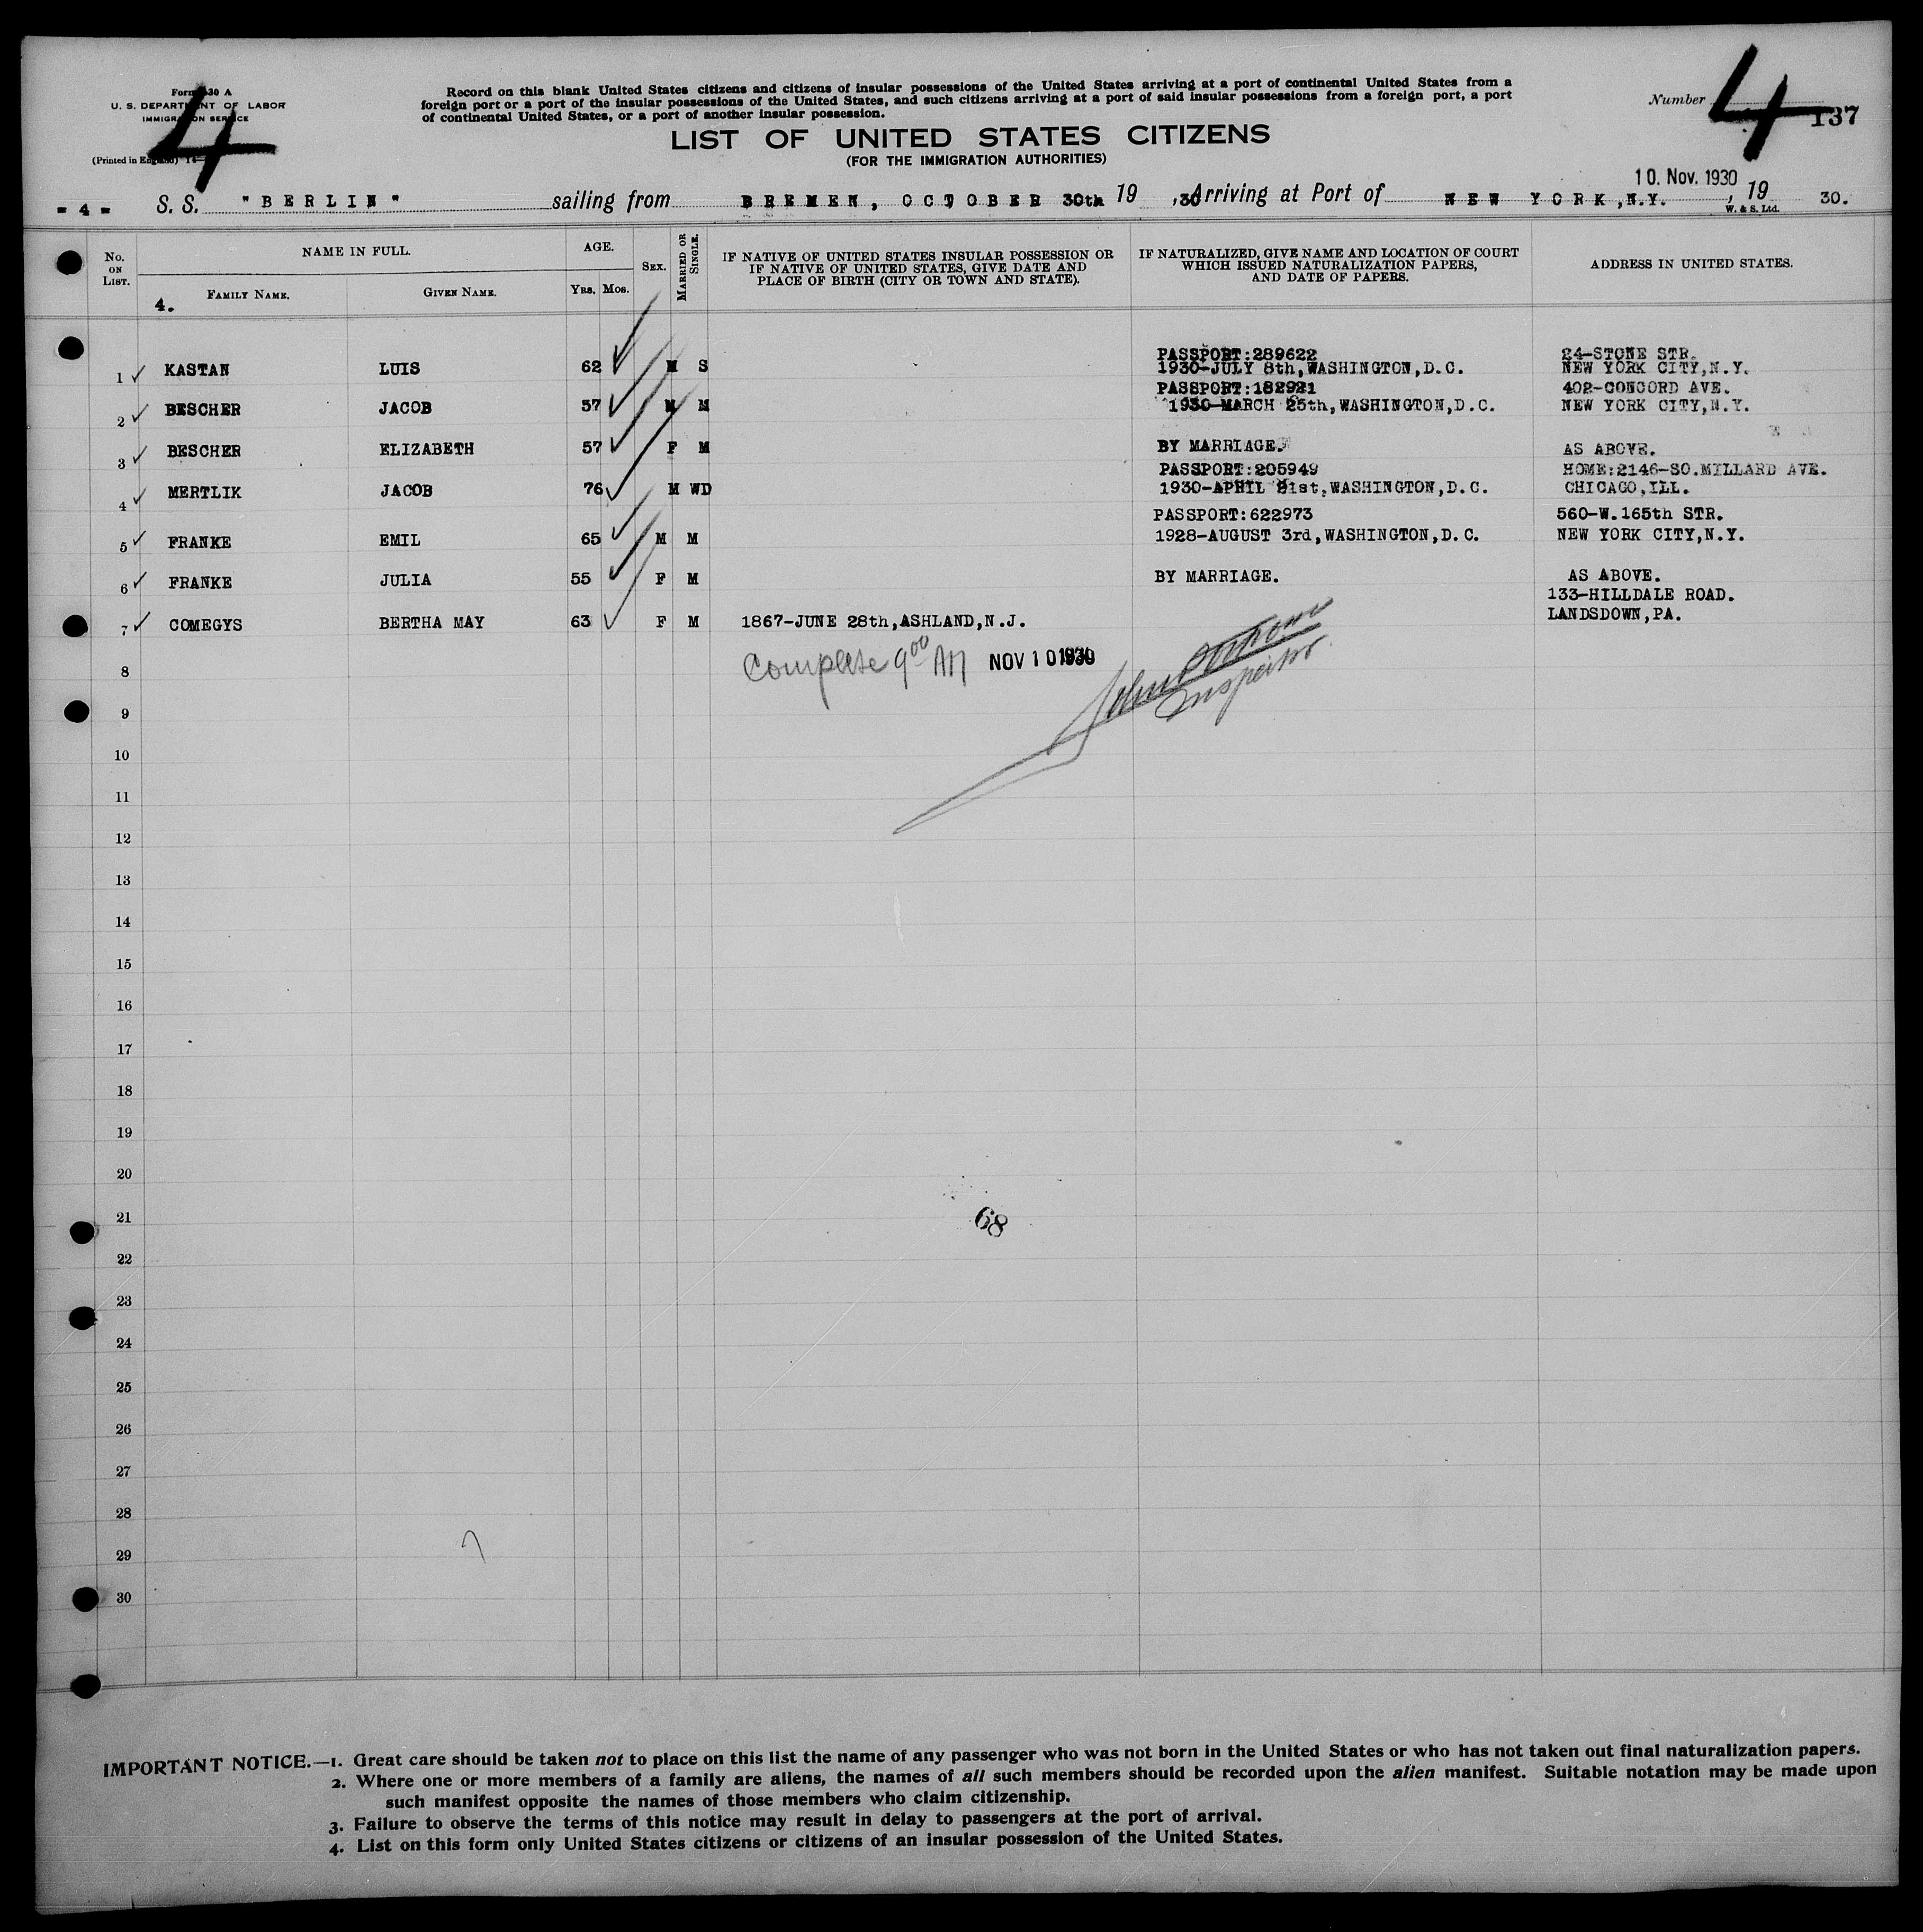 Form 630 A
U. S. DEPARTMENT OF LABOR
IMMIGRATION SERVICE
(Printed in England)
4
Record on this blank United States citizens and citizens of insular possessions of the United States arriving at a port of continental United States from a
foreign port or a port of the insular possessions of the United States, and such citizens arriving at a port of said insular possessions from a foreign port, a port
of continental United States, or a port of another insular possession.
LIST OF UNITED STATES CITIZENS
(FOR THE IMMIGRATION AUTHORITIES)
Number 4
137
10. Nov. 1930
= 4 = S. S. "BERLIN" sailing from BREMEN, OCTOBER 30th 19 ,30 Arriving at Port of NEW YORK,N.Y. , 19 30.
W. & S. Ltd.
No. ON LIST.
NAME IN FULL.
4. FAMILY NAME.
GIVEN NAME.
AGE.
YRS. MOS.
SEX.
MARRIED OR SINGLE.
IF NATIVE OF UNITED STATES INSULAR POSSESSION OR
IF NATIVE OF UNITED STATES, GIVE DATE AND
PLACE OF BIRTH (CITY OR TOWN AND STATE).
IF NATURALIZED, GIVE NAME AND LOCATION OF COURT
WHICH ISSUED NATURALIZATION PAPERS,
AND DATE OF PAPERS.
ADDRESS IN UNITED STATES.
PASSPORT:289622 24-STONE STR.
1 KASTAN LUIS 62 M S 1930-JULY 8th,WASHINGTON,D.C. NEW YORK CITY,N.Y.
PASSPORT:182921 402-CONCORD AVE.
2 BESCHER JACOB 57 M M 1930-MARCH 25th,WASHINGTON,D.C. NEW YORK CITY,N.Y.
3 BESCHER ELIZABETH 57 F M BY MARRIAGE. AS ABOVE.
PASSPORT:205949 HOME:2146-SO.MILLARD AVE.
4 MERTLIK JACOB 76 M WD 1930-APRIL 21st,WASHINGTON,D.C. CHICAGO,ILL.
PASSPORT:622973 560-W.165th STR.
5 FRANKE EMIL 65 M M 1928-AUGUST 3rd,WASHINGTON,D.C. NEW YORK CITY,N.Y.
6 FRANKE JULIA 55 F M BY MARRIAGE. AS ABOVE.
133-HILLDALE ROAD.
7 COMEGYS BERTHA MAY 63 F M 1867-JUNE 28th,ASHLAND,N.J. LANDSDOWN,PA.
8 Complete 9 00 AM NOV 10 1930
John
Inspector
9
10
11
12
13
14
15
16
17
18
19
20
21
68
22
23
24
25
26
27
28
29
30
IMPORTANT NOTICE.—1. Great care should be taken not to place on this list the name of any passenger who was not born in the United States or who has not taken out final naturalization papers.
2. Where one or more members of a family are aliens, the names of all such members should be recorded upon the alien manifest. Suitable notation may be made upon
such manifest opposite the names of those members who claim citizenship.
3. Failure to observe the terms of this notice may result in delay to passengers at the port of arrival.
4. List on this form only United States citizens or citizens of an insular possession of the United States.